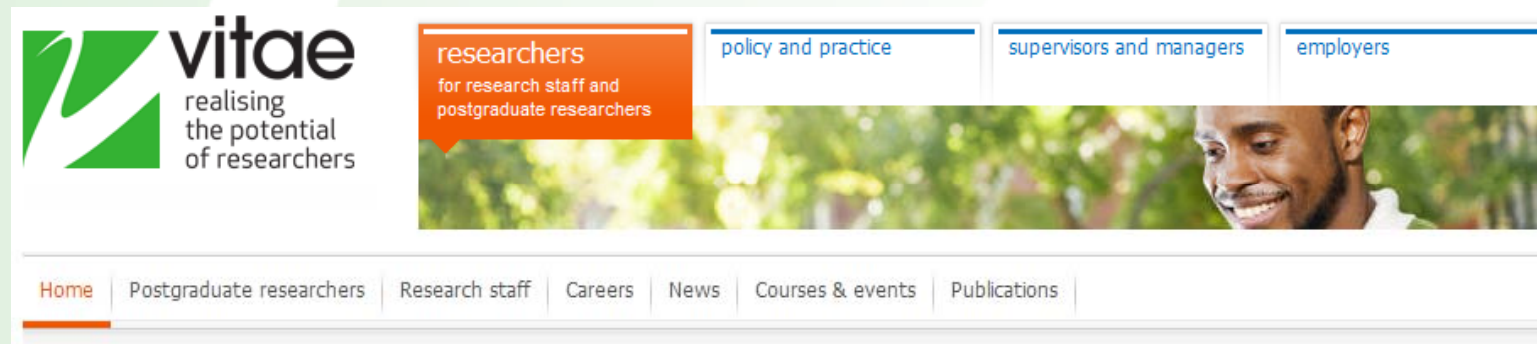 vitae
realising
the potential
of researchers
researchers
for research staff and
postgraduate researchers
policy and practice
supervisors and managers
employers
Home
Postgraduate researchers
Research staff
Careers
News
Courses & events
Publications